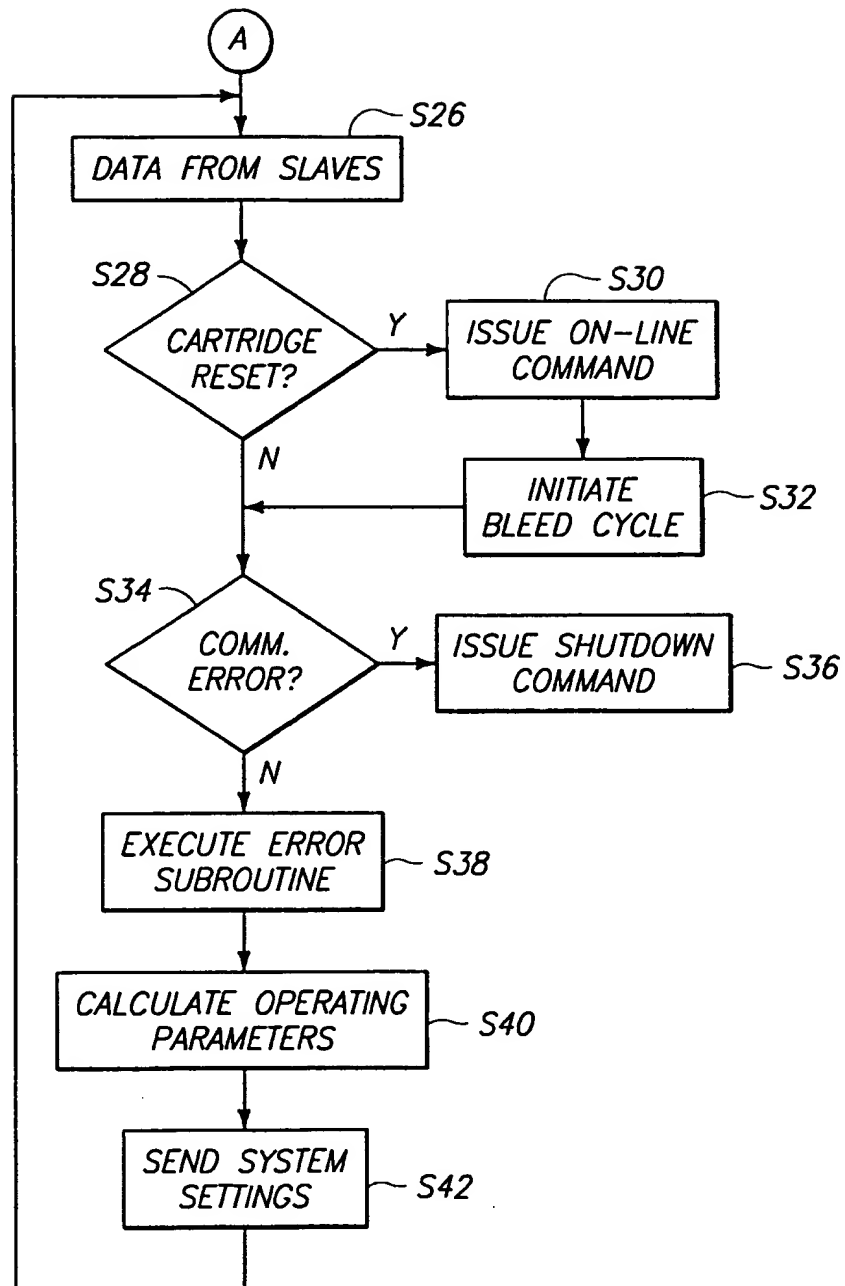 A
S26
DATA FROM SLAVES
S28
CARTRIDGE
RESET?
Y
S30
ISSUE ON-LINE
COMMAND
N
INITIATE
BLEED CYCLE
S32
S34
COMM.
ERROR?
Y
ISSUE SHUTDOWN
COMMAND
S36
N
EXECUTE ERROR
SUBROUTINE
S38
CALCULATE OPERATING
PARAMETERS
S40
SEND SYSTEM
SETTINGS
S42